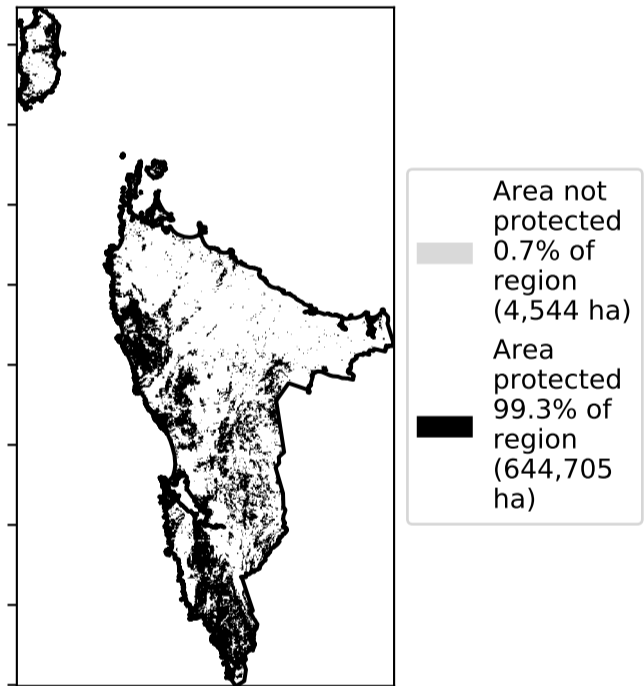 Area not
protected
0.7% of
region
(4,544 ha)
Area
protected
99.3% of
region
(644,705
ha)